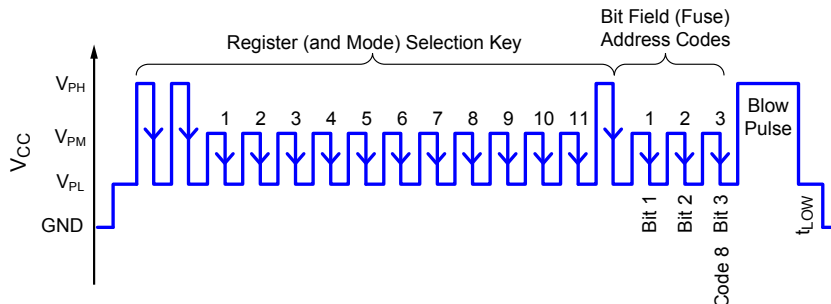 Bit Field (Fuse)
Address Codes
Register (and Mode) Selection Key
VCC
VPH
VPM
VPL
GND
1 2 3 4 5 6 7 8 9 10 11
1 2 3
Blow
Pulse
Bit 1
Bit 2
Bit 3
Code 8
tLOW